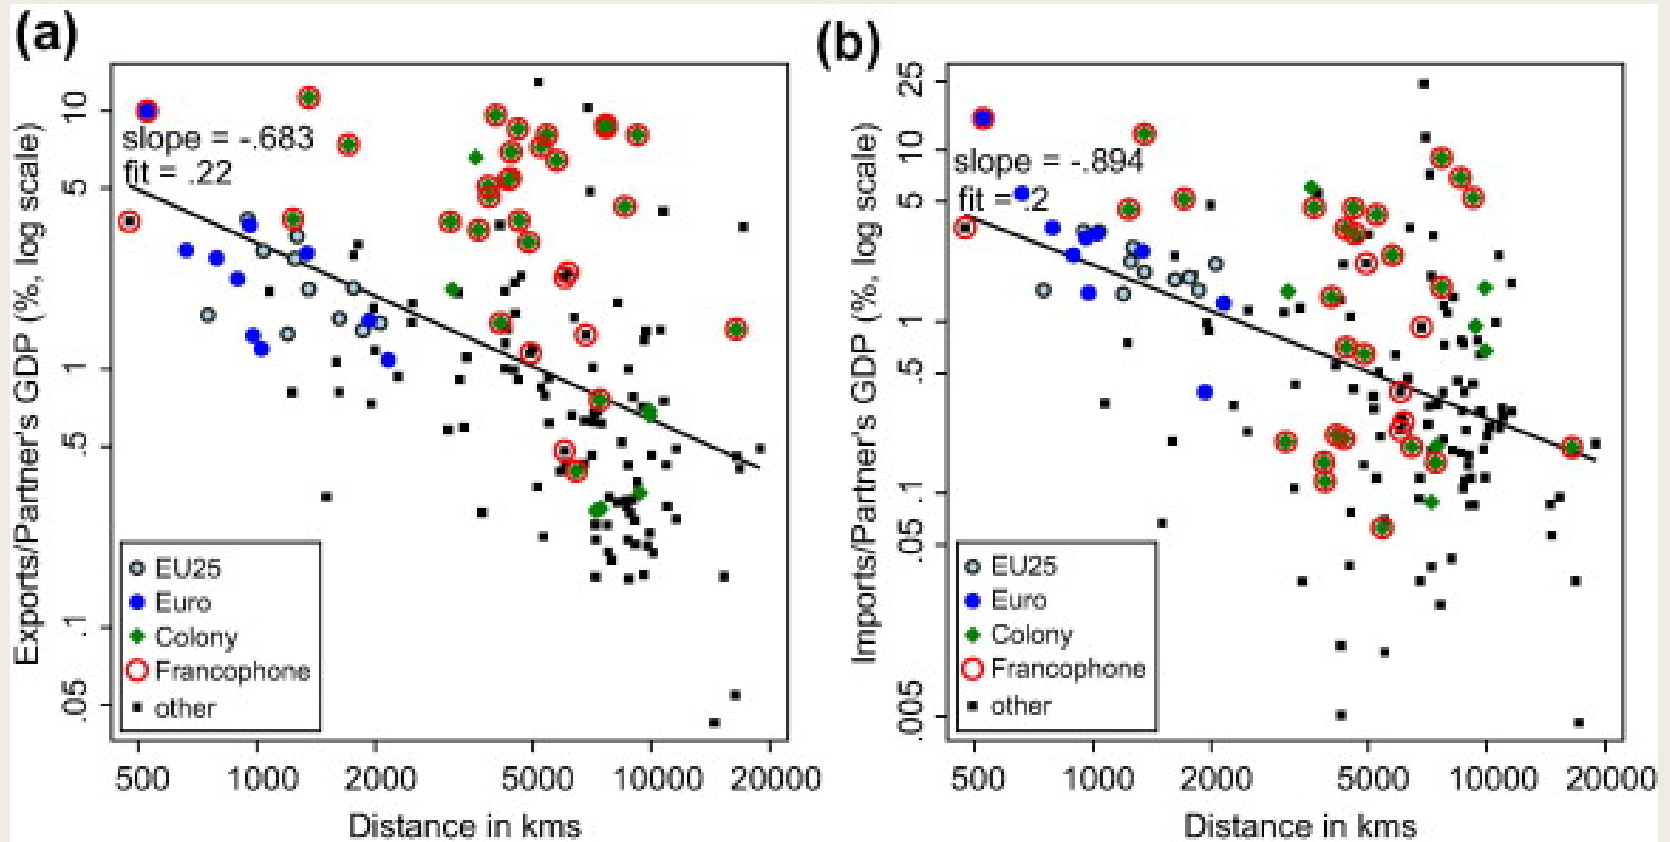 (a)
Exports/Partner's GDP (%, log scale)
10
5
1
.5
.1
.05
slope = -.683
fit = .22
EU25
Euro
Colony
Francophone
other
500 1000 2000 5000 10000 20000
Distance in kms
(b)
Imports/Partner's GDP (%, log scale)
25
10
5
1
.5
.1
.05
.005
slope = -.894
fit = .2
EU25
Euro
Colony
Francophone
other
500 1000 2000 5000 10000 20000
Distance in kms